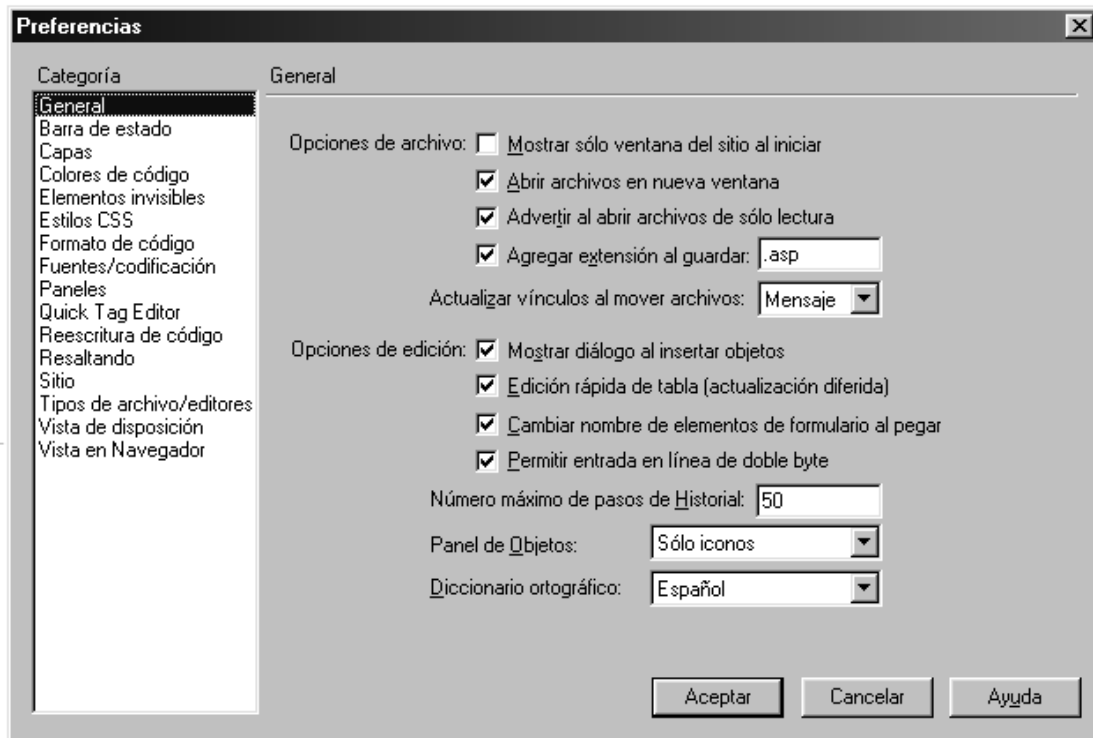 Preferencias
Categoría
General
Barra de estado
Capas
Colores de código
Elementos invisibles
Estilos CSS
Formato de código
Fuentes/codificación
Paneles
Quick Tag Editor
Reescritura de código
Resaltando
Sitio
Tipos de archivo/editores
Vista de disposición
Vista en Navegador
General
Opciones de archivo: Mostrar sólo ventana del sitio al iniciar
Abrir archivos en nueva ventana
Advertir al abrir archivos de sólo lectura
Agregar extensión al guardar: .asp
Actualizar vínculos al mover archivos: Mensaje
Opciones de edición: Mostrar diálogo al insertar objetos
Edición rápida de tabla (actualización diferida)
Cambiar nombre de elementos de formulario al pegar
Permitir entrada en línea de doble byte
Número máximo de pasos de Historial: 50
Panel de Objetos: Sólo iconos
Diccionario ortográfico: Español
Aceptar Cancelar Ayuda